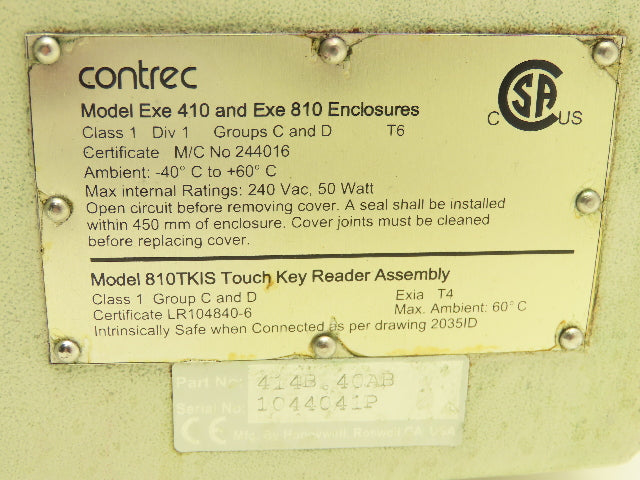 contrec
Model Exe 410 and Exe 810 Enclosures
Class 1 Div 1 Groups C and D T6
Certificate M/C No 244016
Ambient: -40° C to +60° C
Max internal Ratings: 240 Vac, 50 Watt
Open circuit before removing cover. A seal shall be installed
within 450 mm of enclosure. Cover joints must be cleaned
before replacing cover.
C SA US
Model 810TKIS Touch Key Reader Assembly
Class 1 Group C and D Exia T4
Certificate LR104840-6 Max. Ambient: 60° C
Intrinsically Safe when Connected as per drawing 2035ID
Part No: 414B.40AB
Serial No: 1044041P
CE Mfg. By Honeywell, Roswell, GA, USA